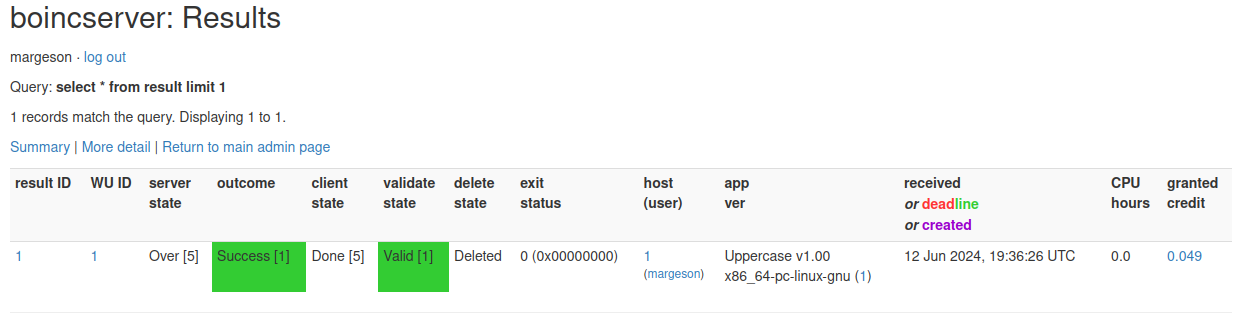 boincserver: Results
margeson · log out
Query: select * from result limit 1
1 records match the query. Displaying 1 to 1.
Summary | More detail | Return to main admin page
result ID WU ID server outcome client validate delete exit host app received CPU granted
state state state state status (user) ver or deadline hours credit
or created
1 1 Over [5] Success [1] Done [5] Valid [1] Deleted 0 (0x00000000) 1 Uppercase v1.00 12 Jun 2024, 19:36:26 UTC 0.0 0.049
(margeson) x86_64-pc-linux-gnu (1)